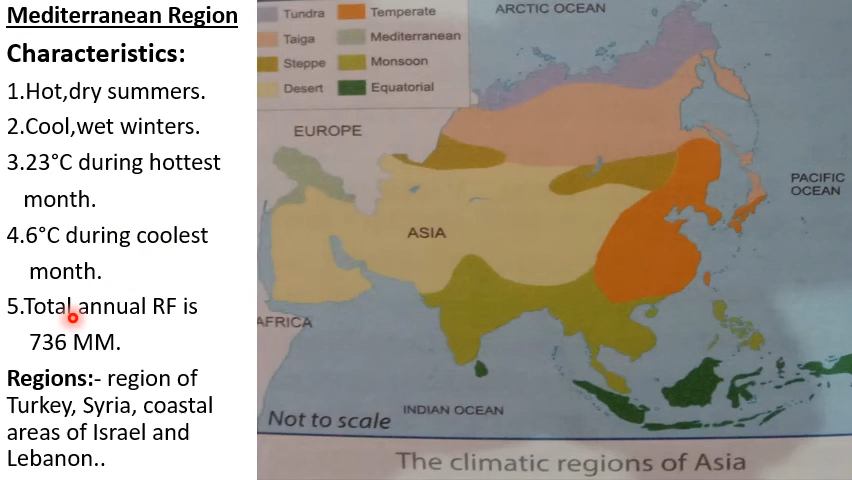 Mediterranean Region
Characteristics:
1.Hot,dry summers.
2.Cool,wet winters.
3.23°C during hottest
month.
4.6°C during coolest
month.
5.Total annual RF is
736 MM.
Regions:- region of
Turkey, Syria, coastal
areas of Israel and
Lebanon..
Tundra
Temperate
Taiga
Mediterranean
Steppe
Monsoon
Desert
Equatorial
ARCTIC OCEAN
EUROPE
PACIFIC
OCEAN
ASIA
AFRICA
INDIAN OCEAN
Not to scale
The climatic regions of Asia